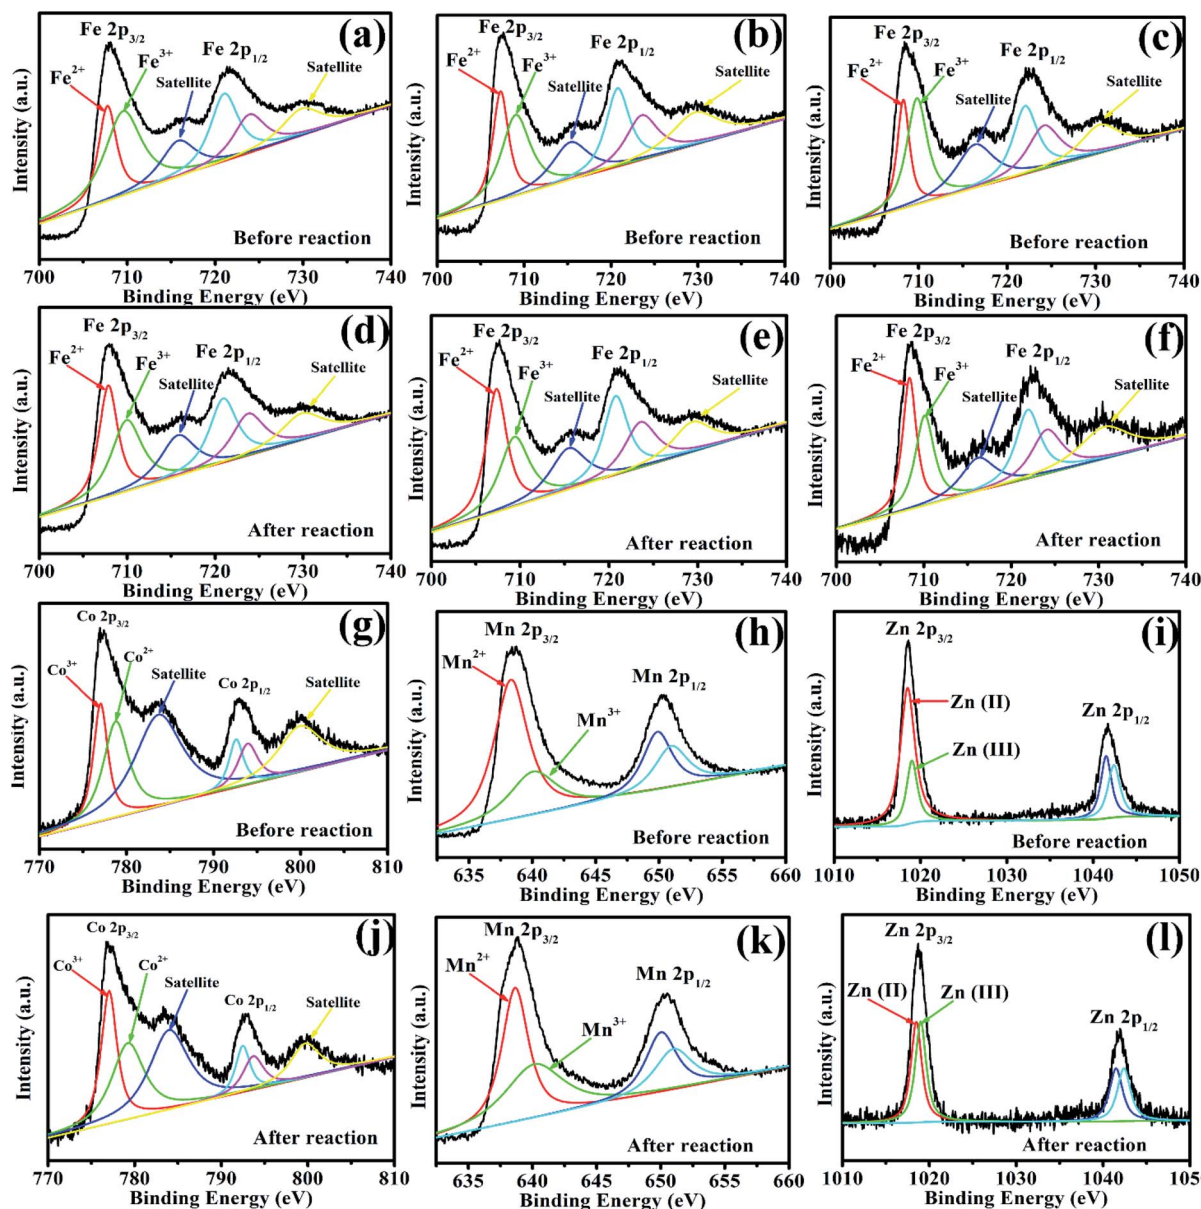 Intensity (a.u.)
Fe 2p3/2
(a)
Fe2+
Fe3+
Fe 2p1/2
Satellite
Satellite
Before reaction
700 710 720 730 740
Binding Energy (eV)
Intensity (a.u.)
Fe 2p3/2
(b)
Fe2+
Fe3+
Fe 2p1/2
Satellite
Satellite
Before reaction
700 710 720 730 740
Binding Energy (eV)
Intensity (a.u.)
Fe 2p3/2
(c)
Fe2+
Fe3+
Fe 2p1/2
Satellite
Satellite
Before reaction
700 710 720 730 740
Binding Energy (eV)
Intensity (a.u.)
Fe 2p3/2
(d)
Fe2+
Fe3+
Fe 2p1/2
Satellite
Satellite
After reaction
700 710 720 730 740
Binding Energy (eV)
Intensity (a.u.)
Fe 2p3/2
(e)
Fe2+
Fe3+
Fe 2p1/2
Satellite
Satellite
After reaction
700 710 720 730 740
Binding Energy (eV)
Intensity (a.u.)
Fe 2p3/2
(f)
Fe2+
Fe3+
Fe 2p1/2
Satellite
Satellite
After reaction
700 710 720 730 740
Binding Energy (eV)
Intensity (a.u.)
Co 2p3/2
(g)
Co3+
Co2+
Satellite
Co 2p1/2
Satellite
Before reaction
770 780 790 800 810
Binding Energy (eV)
Intensity (a.u.)
Mn 2p3/2
(h)
Mn2+
Mn 2p1/2
Mn3+
Before reaction
635 640 645 650 655 660
Binding Energy (eV)
Intensity (a.u.)
Zn 2p3/2
(i)
Zn (II)
Zn 2p1/2
Zn (III)
Before reaction
1010 1020 1030 1040 1050
Binding Energy (eV)
Intensity (a.u.)
Co 2p3/2
(j)
Co3+
Co2+
Satellite
Co 2p1/2
Satellite
After reaction
770 780 790 800 810
Binding Energy (eV)
Intensity (a.u.)
Mn 2p3/2
(k)
Mn2+
Mn 2p1/2
Mn3+
After reaction
635 640 645 650 655 660
Binding Energy (eV)
Intensity (a.u.)
Zn 2p3/2
(l)
Zn (II)
Zn (III)
Zn 2p1/2
After reaction
1010 1020 1030 1040 105
Binding Energy (eV)